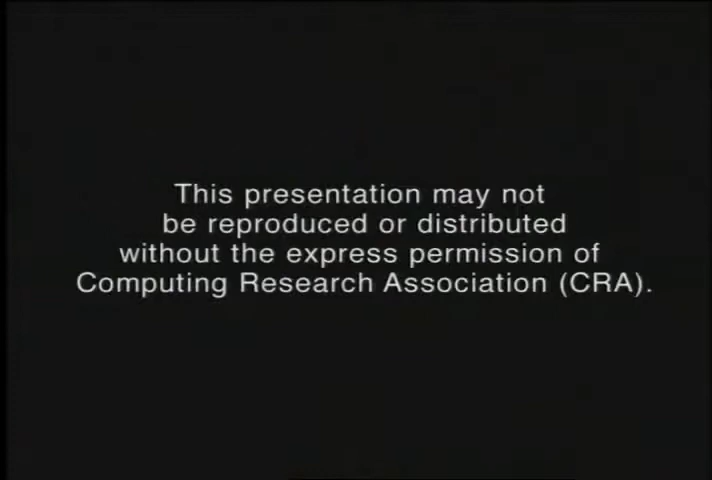 This presentation may not
be reproduced or distributed
without the express permission of
Computing Research Association (CRA).